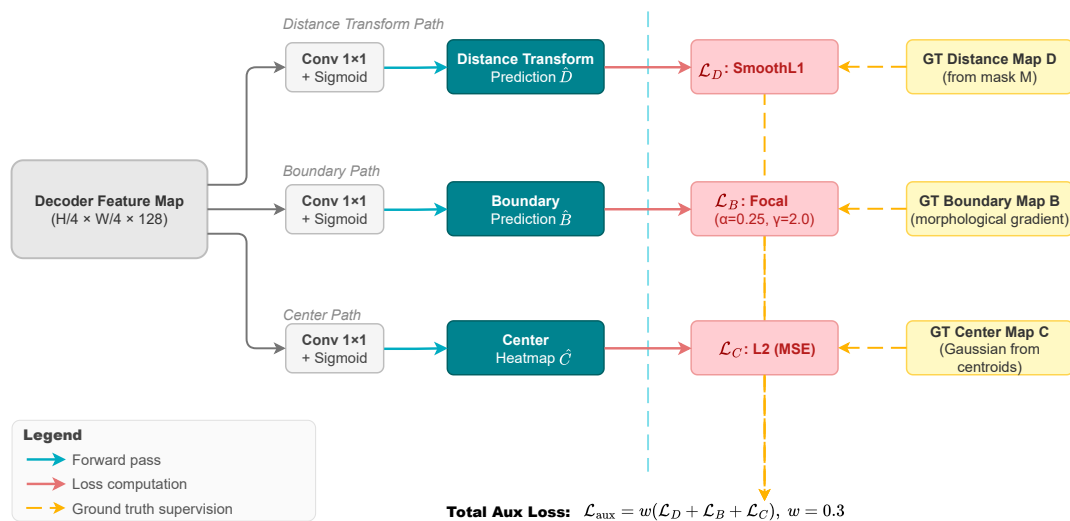 Distance Transform Path
Conv 1×1
+ Sigmoid
Distance Transform
Prediction D̂
ℒ_D: SmoothL1
GT Distance Map D
(from mask M)
Decoder Feature Map
(H/4 × W/4 × 128)
Boundary Path
Conv 1×1
+ Sigmoid
Boundary
Prediction B̂
ℒ_B: Focal
(α=0.25, γ=2.0)
GT Boundary Map B
(morphological gradient)
Center Path
Conv 1×1
+ Sigmoid
Center
Heatmap Ĉ
ℒ_C: L2 (MSE)
GT Center Map C
(Gaussian from
centroids)
Legend
Forward pass
Loss computation
Ground truth supervision
Total Aux Loss: ℒ_aux = w(ℒ_D + ℒ_B + ℒ_C), w = 0.3